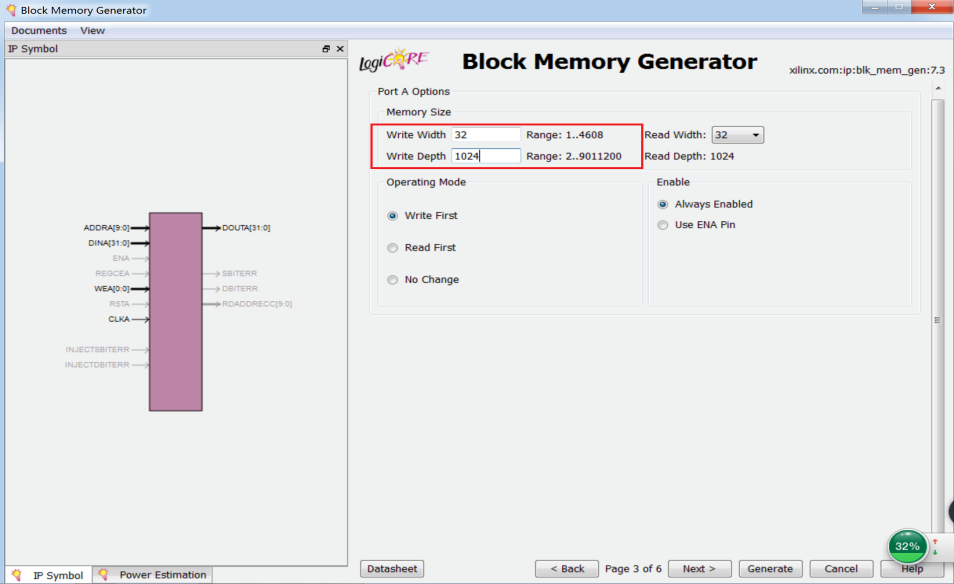 Block Memory Generator
Documents View
IP Symbol
LogiCORE
Block Memory Generator
xilinx.com:ip:blk_mem_gen:7.3
Port A Options
Memory Size
Write Width 32 Range: 1..4608 Read Width: 32
Write Depth 1024 Range: 2..9011200 Read Depth: 1024
Operating Mode
Enable
Write First
Always Enabled
Use ENA Pin
Read First
No Change
ADDRA[9:0] DOUTA[31:0]
DINA[31:0]
ENA
REGCEA SBITERR
WEA[0:0] DBITERR
RSTA RDADDRECC[9:0]
CLKA
INJECTSBITERR
INJECTDBITERR
32%
Datasheet < Back Page 3 of 6 Next > Generate Cancel Help
IP Symbol Power Estimation